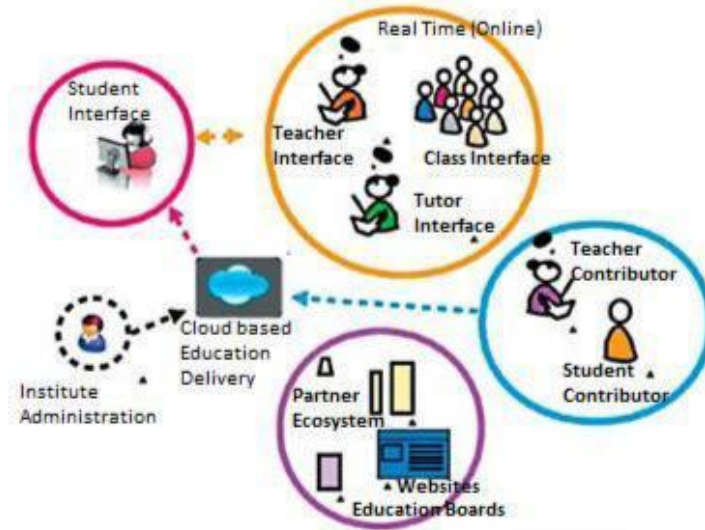 Real Time (Online)
Student
Interface
Teacher
Interface
Class Interface
Tutor
Interface
Teacher
Contributor
Student
Contributor
Cloud based
Education
Delivery
Institute
Administration
Partner
Ecosystem
Websites
Education Boards